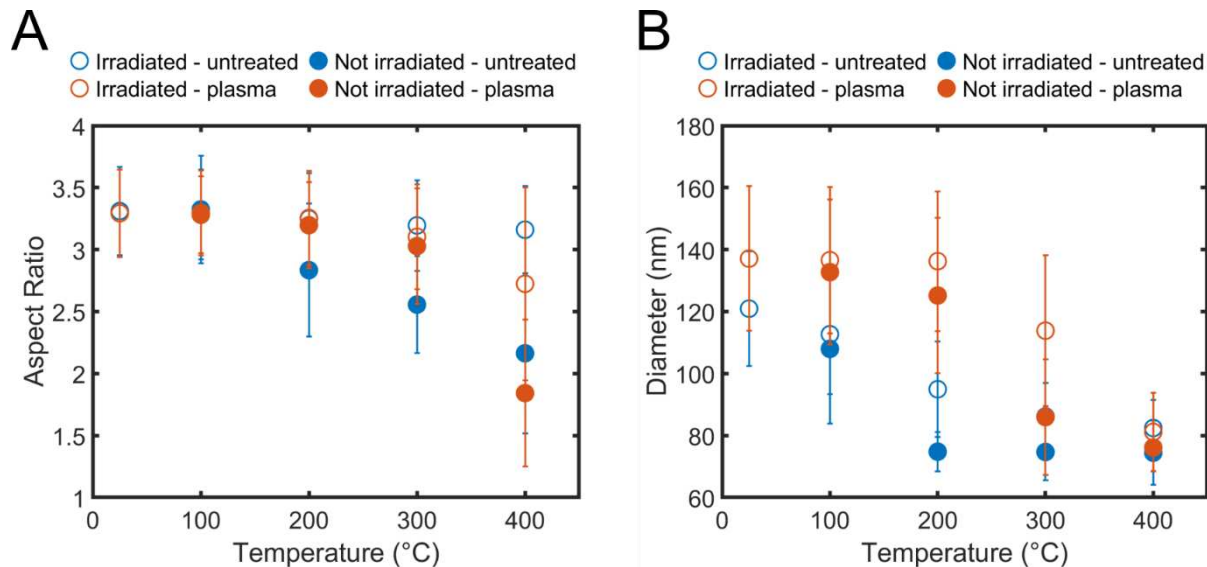 A
Irradiated - untreated Not irradiated - untreated
Irradiated - plasma Not irradiated - plasma
4
3.5
3
2.5
2
1.5
1
Aspect Ratio
0 100 200 300 400
Temperature (°C)
B
Irradiated - untreated Not irradiated - untreated
Irradiated - plasma Not irradiated - plasma
180
160
140
120
100
80
60
Diameter (nm)
0 100 200 300 400
Temperature (°C)